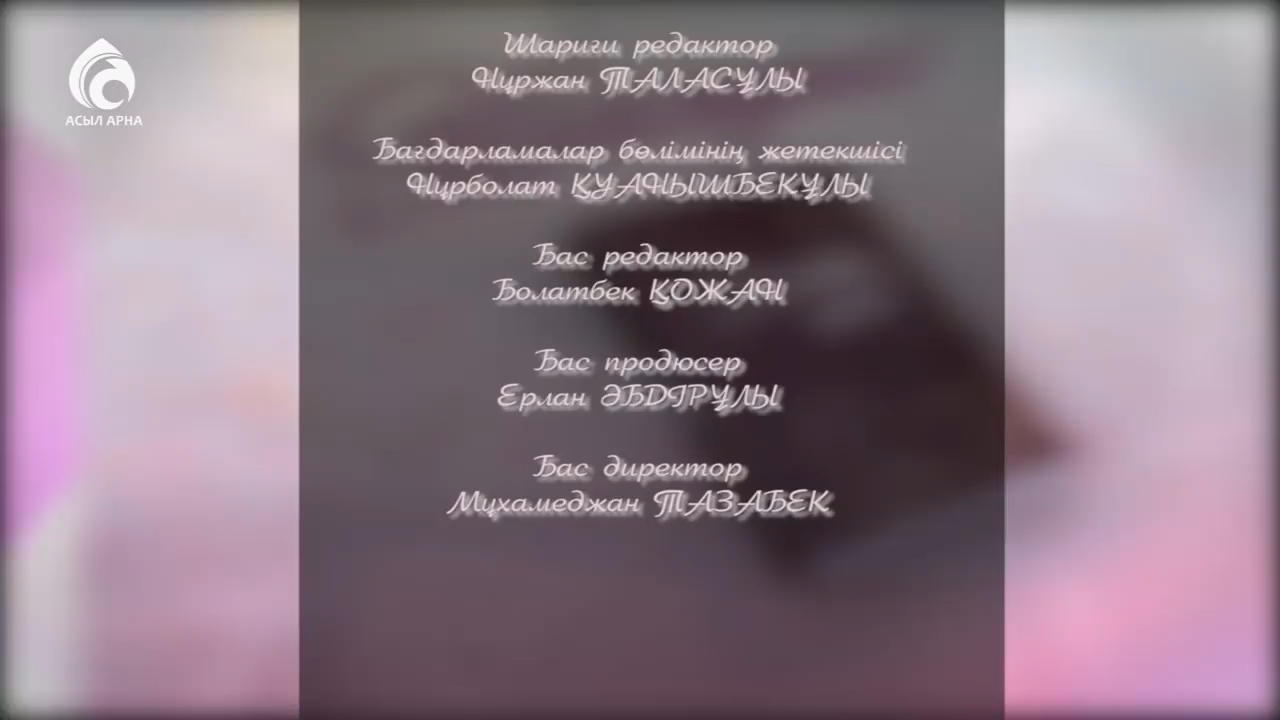 АСЫЛ АРНА
Шариғи редактор
Нұржан ТАЛАСҰЛЫ
Бағдарламалар бөлімінің жетекшісі
Нұрболат ҚУАНЫШБЕКҰЛЫ
Бас редактор
Болатбек ҚОЖАН
Бас продюсер
Ерлан ӘБДІРҰЛЫ
Бас директор
Мұхамеджан ТАЗАБЕК